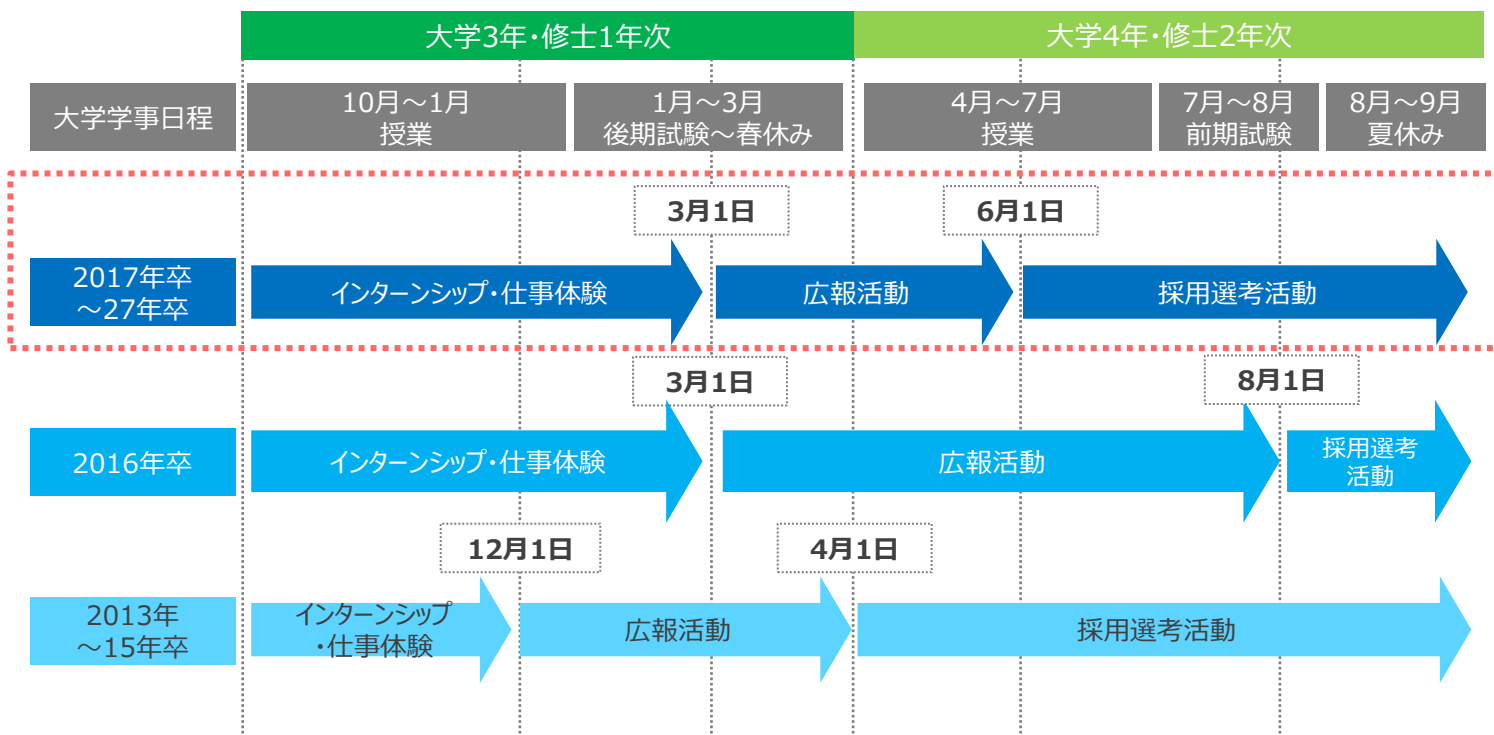 大学3年・修士1年次
大学4年・修士2年次
大学学事日程
10月～1月
授業
1月～3月
後期試験～春休み
4月～7月
授業
7月～8月
前期試験
8月～9月
夏休み
3月1日
6月1日
2017年卒
～27年卒
インターンシップ・仕事体験
広報活動
採用選考活動
3月1日
8月1日
2016年卒
インターンシップ・仕事体験
広報活動
採用選考
活動
12月1日
4月1日
2013年
～15年卒
インターンシップ
・仕事体験
広報活動
採用選考活動